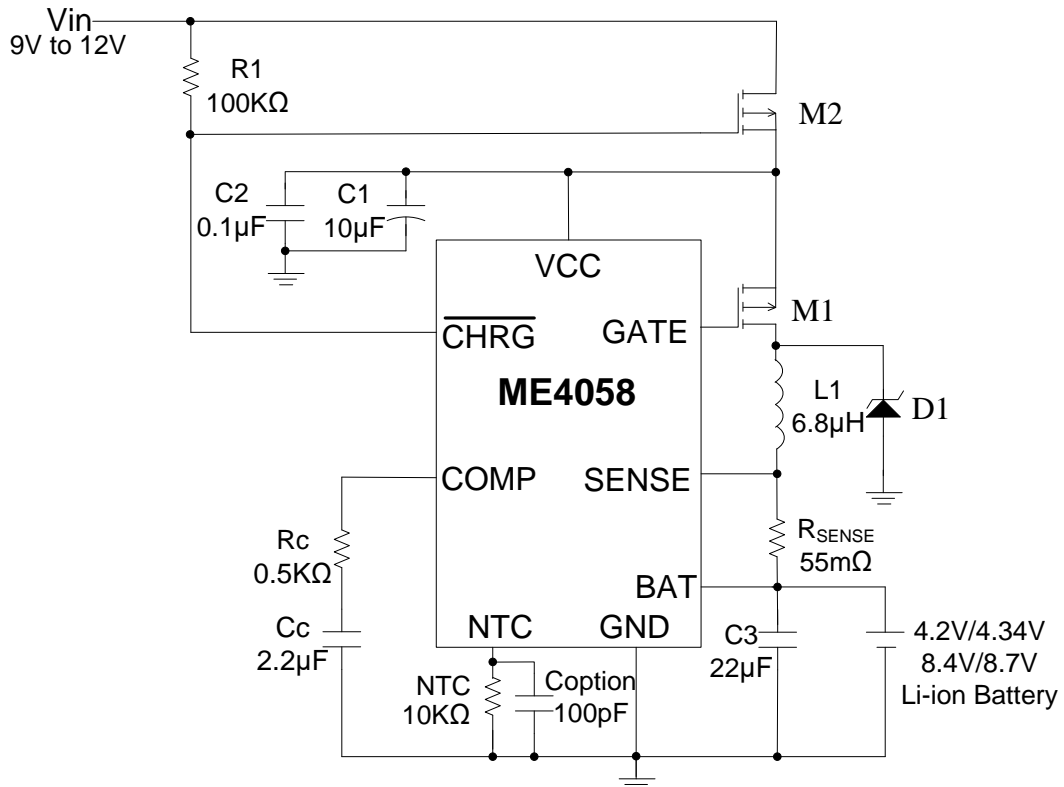 Vin
9V to 12V
R1
100KΩ
M2
C2
0.1µF
C1
10µF
VCC
CHRG
GATE
M1
ME4058
L1
6.8µH
D1
COMP
SENSE
Rc
0.5KΩ
RSENSE
55mΩ
BAT
Cc
2.2µF
NTC
GND
C3
22µF
4.2V/4.34V
8.4V/8.7V
Li-ion Battery
NTC
10KΩ
Coption
100pF